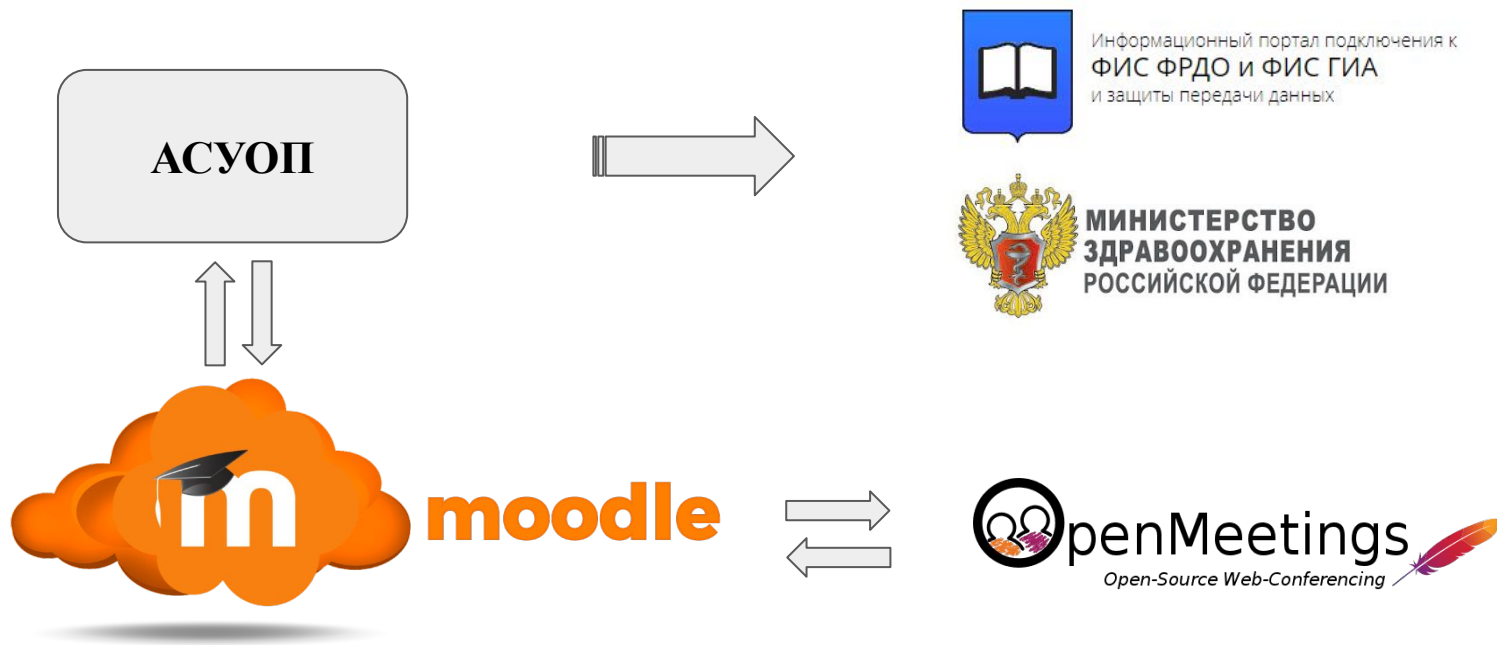 Информационный портал подключения к
ФИС ФРДО и ФИС ГИА
и защиты передачи данных
АСУОП
МИНИСТЕРСТВО
ЗДРАВООХРАНЕНИЯ
РОССИЙСКОЙ ФЕДЕРАЦИИ
m
moodle
OpenMeetings
Open-Source Web-Conferencing